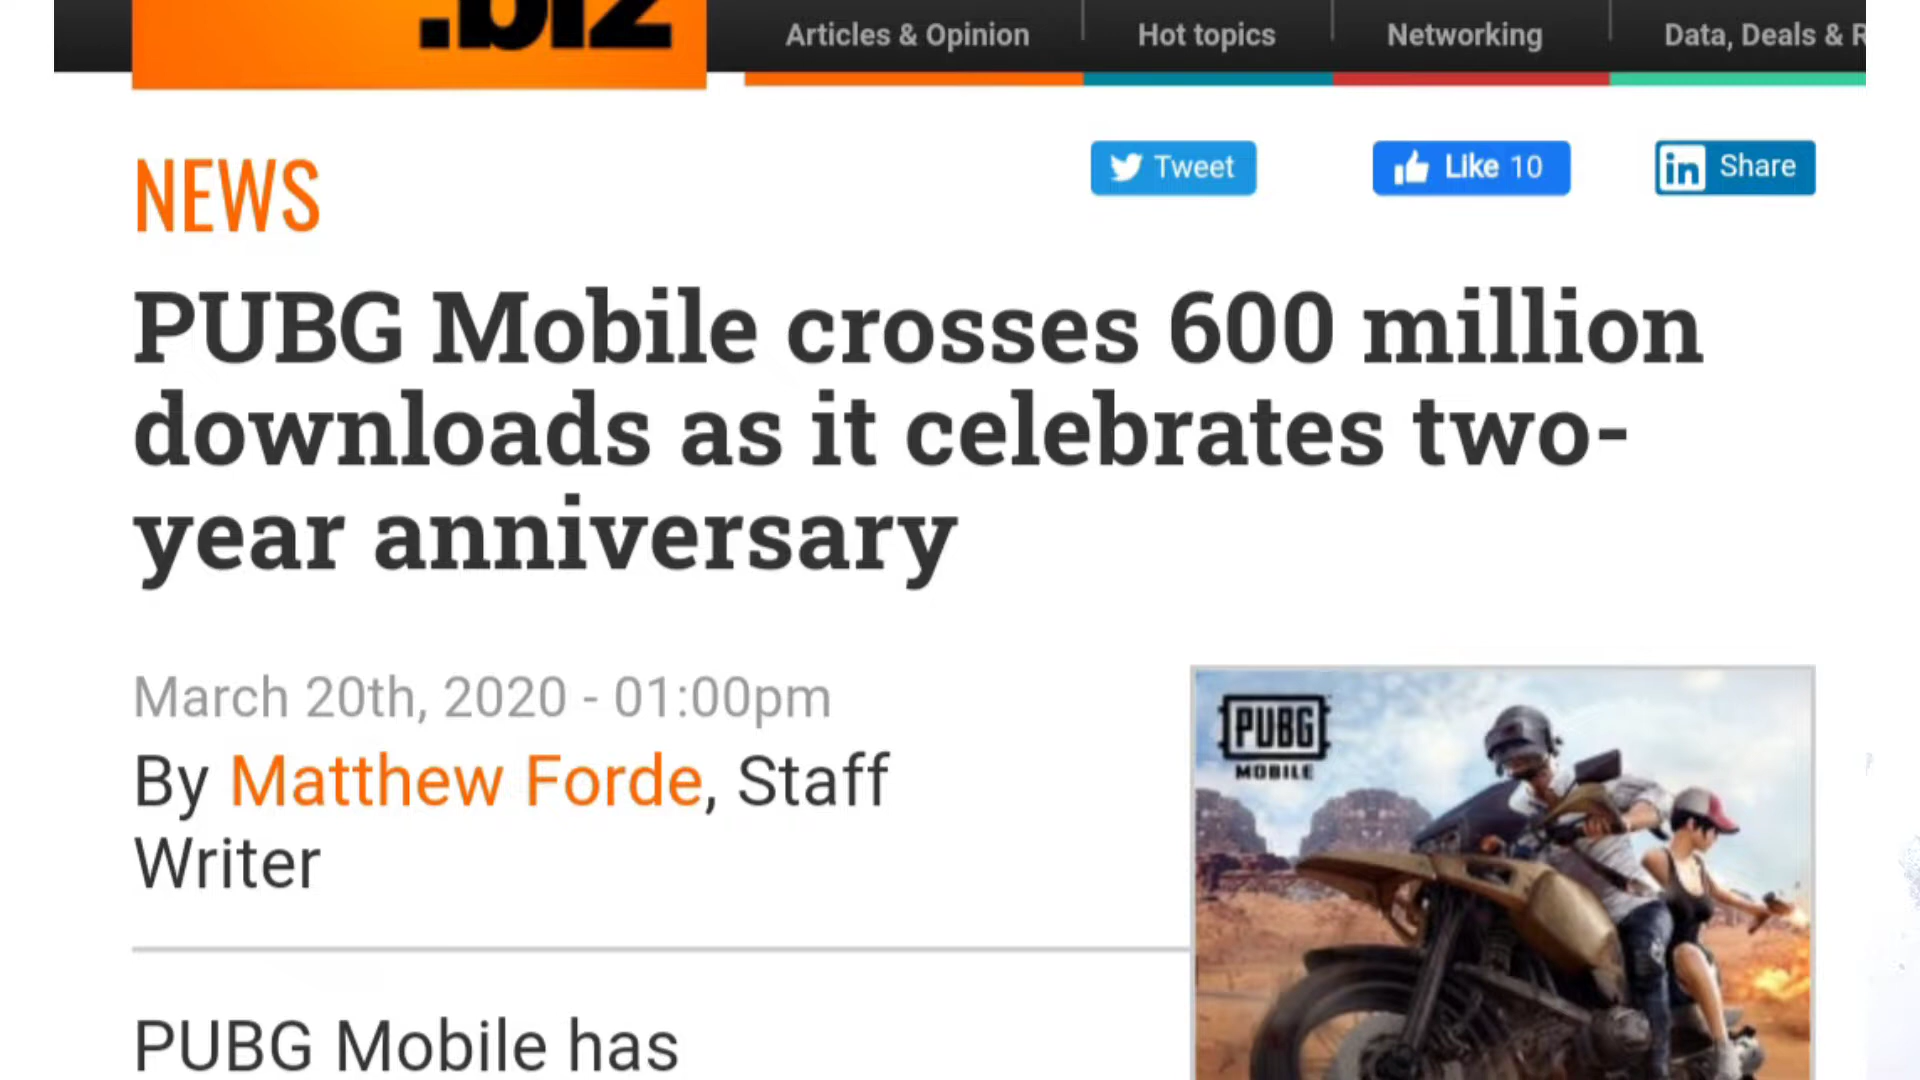 .biz
Articles & Opinion
Hot topics
Networking
Data, Deals & R
NEWS
Tweet
Like 10
in Share
PUBG Mobile crosses 600 million
downloads as it celebrates two-
year anniversary
March 20th, 2020 - 01:00pm
By Matthew Forde, Staff
Writer
PUBG
MOBILE
PUBG Mobile has